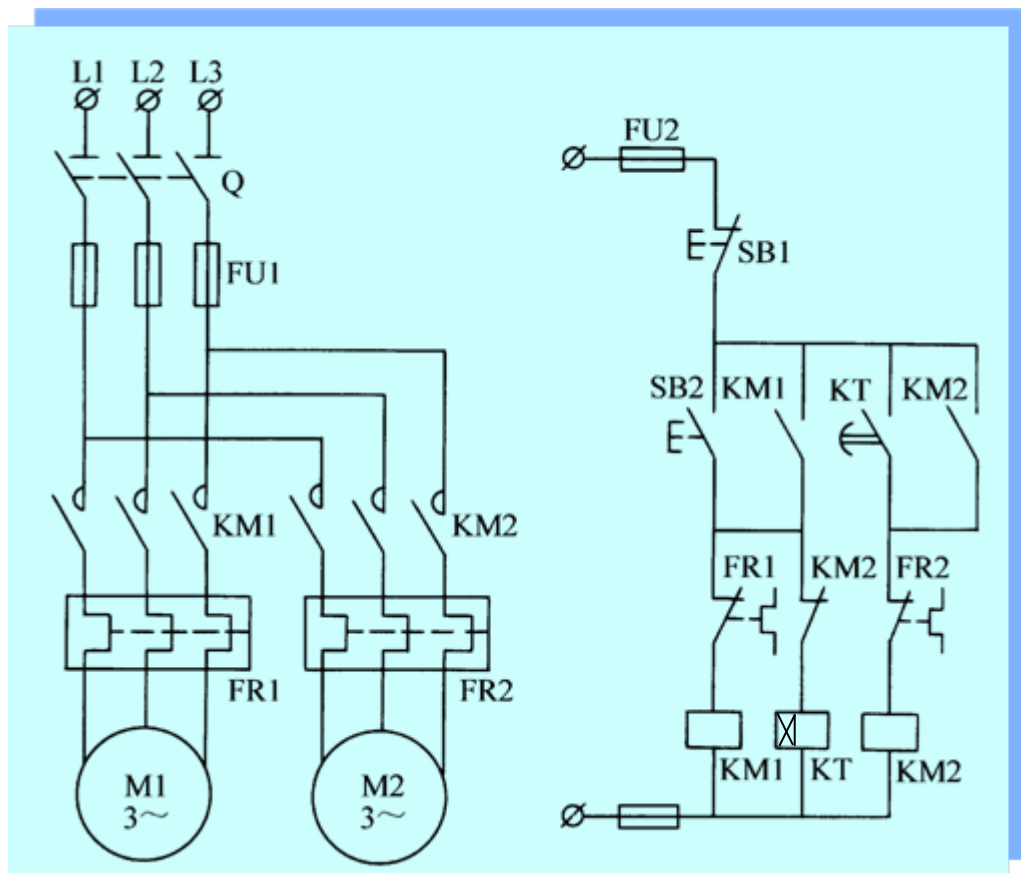 L1 L2 L3
Q
FU1
KM1 KM2
FR1 FR2
M1
3～
M2
3～
FU2
SB1
SB2 KM1 KT KM2
FR1 KM2 FR2
KM1 KT KM2